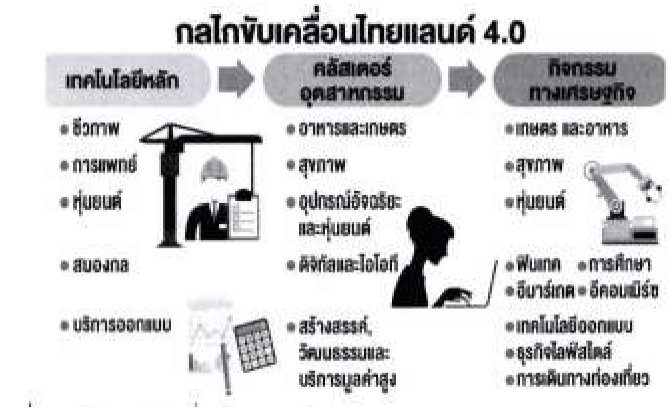 กลไกขับเคลื่อนไทยแลนด์ 4.0
เทคโนโลยีหลัก
คลัสเตอร์
อุตสาหกรรม
กิจกรรม
ทางเศรษฐกิจ
• ชีวภาพ
• อาหารและเกษตร
• เกษตร และอาหาร
• การแพทย์
• สุขภาพ
• สุขภาพ
• หุ่นยนต์
• อุปกรณ์อัจฉริยะ
และหุ่นยนต์
• หุ่นยนต์
• สมองกล
• ดิจิทัลและไอโอที
• ฟินเทค • การศึกษา
• อีมาร์เกต • อีคอมเมิร์ซ
• บริการออกแบบ
• สร้างสรรค์,
วัฒนธรรมและ
บริการมูลค่าสูง
• เทคโนโลยีออกแบบ
• ธุรกิจไลฟ์สไตล์
• การเดินทางท่องเที่ยว